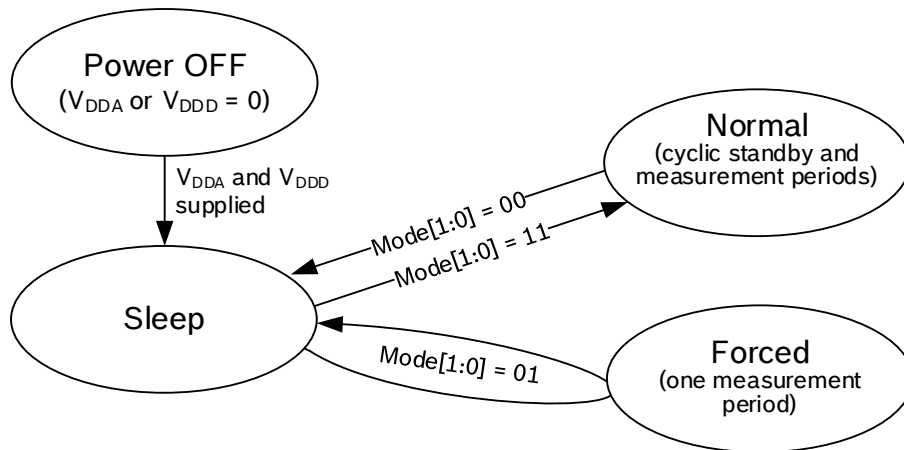 Power OFF
(VDDA or VDDD = 0)
VDDA and VDDD
supplied
Normal
(cyclic standby and
measurement periods)
Mode[1:0] = 00
Mode[1:0] = 11
Sleep
Mode[1:0] = 01
Forced
(one measurement
period)